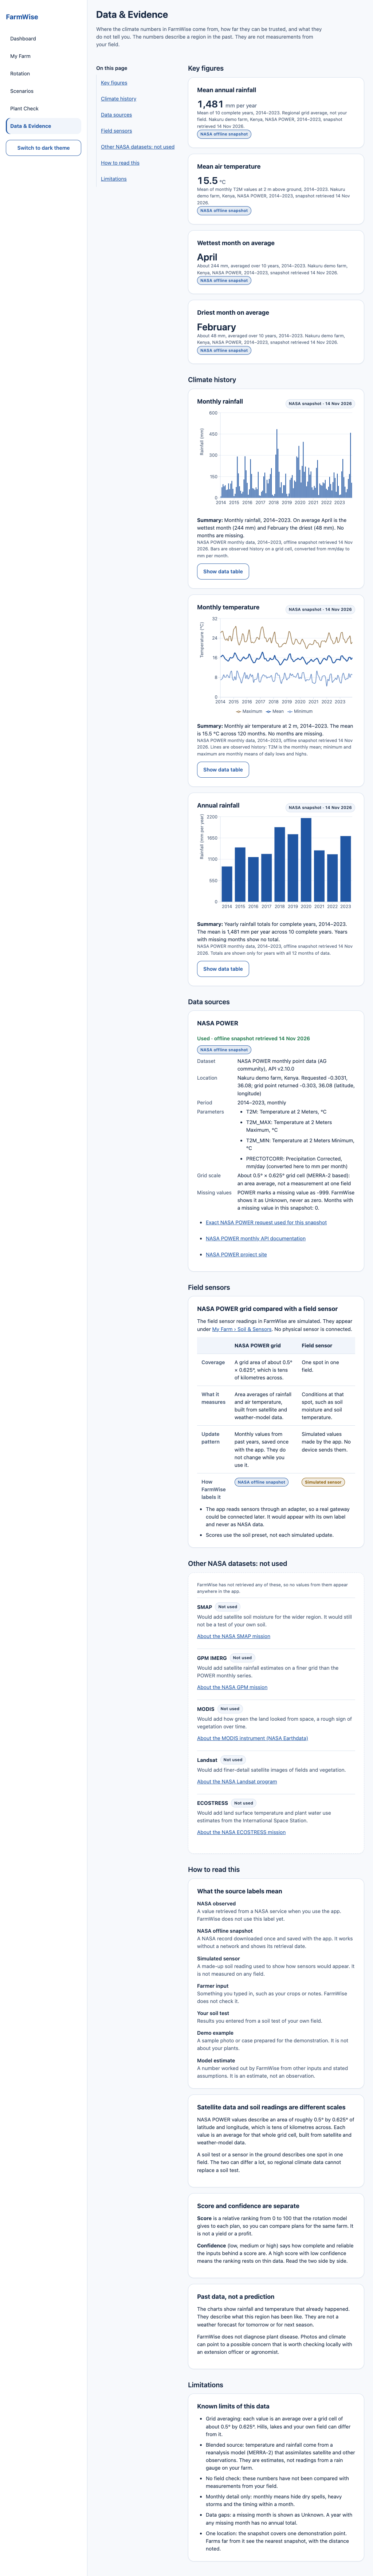 FarmWise
Dashboard
My Farm
Rotation
Scenarios
Plant Check
Data & Evidence
Switch to dark theme
Data & Evidence
Where the climate numbers in FarmWise come from, how far they can be trusted, and what they
do not tell you. The numbers describe a region in the past. They are not measurements from
your field.
On this page
Key figures
Climate history
Data sources
Field sensors
Other NASA datasets: not used
How to read this
Limitations
Key figures
Mean annual rainfall
1,481 mm per year
Mean of 10 complete years, 2014–2023. Regional grid average, not your
field. Nakuru demo farm, Kenya, NASA POWER, 2014–2023, snapshot
retrieved 14 Nov 2026.
NASA offline snapshot
Mean air temperature
15.5 °C
Mean of monthly T2M values at 2 m above ground, 2014–2023. Nakuru
demo farm, Kenya, NASA POWER, 2014–2023, snapshot retrieved 14 Nov
2026.
NASA offline snapshot
Wettest month on average
April
About 244 mm, averaged over 10 years, 2014–2023. Nakuru demo farm,
Kenya, NASA POWER, 2014–2023, snapshot retrieved 14 Nov 2026.
NASA offline snapshot
Driest month on average
February
About 48 mm, averaged over 10 years, 2014–2023. Nakuru demo farm,
Kenya, NASA POWER, 2014–2023, snapshot retrieved 14 Nov 2026.
NASA offline snapshot
Climate history
Monthly rainfall
NASA snapshot · 14 Nov 2026
600
450
300
150
0
Rainfall (mm)
2014 2015 2016 2017 2018 2019 2020 2021 2022 2023
Summary: Monthly rainfall, 2014–2023. On average April is the
wettest month (244 mm) and February the driest (48 mm). No
months are missing.
NASA POWER monthly data, 2014–2023, offline snapshot retrieved 14 Nov
2026. Bars are observed history on a grid cell, converted from mm/day to
mm per month.
Show data table
Monthly temperature
NASA snapshot · 14 Nov 2026
32
24
16
8
0
Temperature (°C)
2014 2015 2016 2017 2018 2019 2020 2021 2022 2023
Maximum Mean Minimum
Summary: Monthly air temperature at 2 m, 2014–2023. The mean
is 15.5 °C across 120 months. No months are missing.
NASA POWER monthly data, 2014–2023, offline snapshot retrieved 14 Nov
2026. Lines are observed history: T2M is the monthly mean; minimum and
maximum are monthly means of daily lows and highs.
Show data table
Annual rainfall
NASA snapshot · 14 Nov 2026
2200
1650
1100
550
0
Rainfall (mm per year)
2014 2015 2016 2017 2018 2019 2020 2021 2022 2023
Summary: Yearly rainfall totals for complete years, 2014–2023.
The mean is 1,481 mm per year across 10 complete years. Years
with missing months show no total.
NASA POWER monthly data, 2014–2023, offline snapshot retrieved 14 Nov
2026. Totals are shown only for years with all 12 months of data.
Show data table
Data sources
NASA POWER
Used · offline snapshot retrieved 14 Nov 2026
NASA offline snapshot
Dataset NASA POWER monthly point data (AG
community), API v2.10.0
Location Nakuru demo farm, Kenya. Requested -0.3031,
36.08; grid point returned -0.303, 36.08 (latitude,
longitude)
Period 2014–2023, monthly
Parameters • T2M: Temperature at 2 Meters, °C
• T2M_MAX: Temperature at 2 Meters
Maximum, °C
• T2M_MIN: Temperature at 2 Meters Minimum,
°C
• PRECTOTCORR: Precipitation Corrected,
mm/day (converted here to mm per month)
Grid scale About 0.5° × 0.625° grid cell (MERRA-2 based):
an area average, not a measurement at one field
Missing values POWER marks a missing value as -999. FarmWise
shows it as Unknown, never as zero. Months with
a missing value in this snapshot: 0.
• Exact NASA POWER request used for this snapshot
• NASA POWER monthly API documentation
• NASA POWER project site
Field sensors
NASA POWER grid compared with a field sensor
The field sensor readings in FarmWise are simulated. They appear
under My Farm › Soil & Sensors. No physical sensor is connected.
NASA POWER grid Field sensor
Coverage A grid area of about 0.5° One spot in one
× 0.625°, which is tens field.
of kilometres across.
What it Area averages of rainfall Conditions at that
measures and air temperature, spot, such as soil
built from satellite and moisture and soil
weather-model data. temperature.
Update Monthly values from Simulated values
pattern past years, saved once made by the app. No
with the app. They do device sends them.
not change while you
use it.
How NASA offline snapshot Simulated sensor
FarmWise
labels it
• The app reads sensors through an adapter, so a real gateway
could be connected later. It would appear with its own label
and never as NASA data.
• Scores use the soil preset, not each simulated update.
Other NASA datasets: not used
FarmWise has not retrieved any of these, so no values from them appear
anywhere in the app.
SMAP Not used
Would add satellite soil moisture for the wider region. It would still
not be a test of your own soil.
About the NASA SMAP mission
GPM IMERG Not used
Would add satellite rainfall estimates on a finer grid than the
POWER monthly series.
About the NASA GPM mission
MODIS Not used
Would add how green the land looked from space, a rough sign of
vegetation over time.
About the MODIS instrument (NASA Earthdata)
Landsat Not used
Would add finer-detail satellite images of fields and vegetation.
About the NASA Landsat program
ECOSTRESS Not used
Would add land surface temperature and plant water use
estimates from the International Space Station.
About the NASA ECOSTRESS mission
How to read this
What the source labels mean
NASA observed
A value retrieved from a NASA service when you use the app.
FarmWise does not use this label yet.
NASA offline snapshot
A NASA record downloaded once and saved with the app. It works
without a network and shows its retrieval date.
Simulated sensor
A made-up soil reading used to show how sensors would appear. It
is not measured on any field.
Farmer input
Something you typed in, such as your crops or notes. FarmWise
does not check it.
Your soil test
Results you entered from a soil test of your own field.
Demo example
A sample photo or case prepared for the demonstration. It is not
about your plants.
Model estimate
A number worked out by FarmWise from other inputs and stated
assumptions. It is an estimate, not an observation.
Satellite data and soil readings are different scales
NASA POWER values describe an area of roughly 0.5° by 0.625° of
latitude and longitude, which is tens of kilometres across. Each
value is an average for that whole grid cell, built from satellite and
weather-model data.
A soil test or a sensor in the ground describes one spot in one
field. The two can differ a lot, so regional climate data cannot
replace a soil test.
Score and confidence are separate
Score is a relative ranking from 0 to 100 that the rotation model
gives to each plan, so you can compare plans for the same farm. It
is not a yield or a profit.
Confidence (low, medium or high) says how complete and reliable
the inputs behind a score are. A high score with low confidence
means the ranking rests on thin data. Read the two side by side.
Past data, not a prediction
The charts show rainfall and temperature that already happened.
They describe what this region has been like. They are not a
weather forecast for tomorrow or for next season.
FarmWise does not diagnose plant disease. Photos and climate
can point to a possible concern that is worth checking locally with
an extension officer or agronomist.
Limitations
Known limits of this data
• Grid averaging: each value is an average over a grid cell of
about 0.5° by 0.625°. Hills, lakes and your own field can differ
from it.
• Blended source: temperature and rainfall come from a
reanalysis model (MERRA-2) that assimilates satellite and other
observations. They are estimates, not readings from a rain
gauge on your farm.
• No field check: these numbers have not been compared with
measurements from your field.
• Monthly detail only: monthly means hide dry spells, heavy
storms and the timing within a month.
• Data gaps: a missing month is shown as Unknown. A year with
any missing month has no annual total.
• One location: the snapshot covers one demonstration point.
Farms far from it see the nearest snapshot, with the distance
noted.